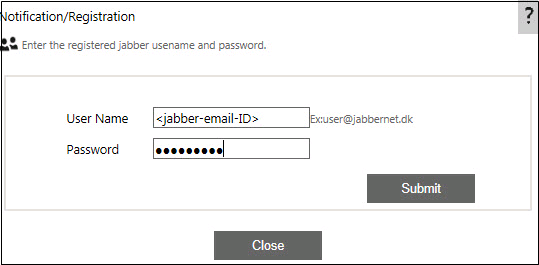 Notification/Registration
?
Enter the registered jabber usename and password.
User Name <jabber-email-ID> Ex:user@jabbernet.dk
Password •••••••••
Submit
Close